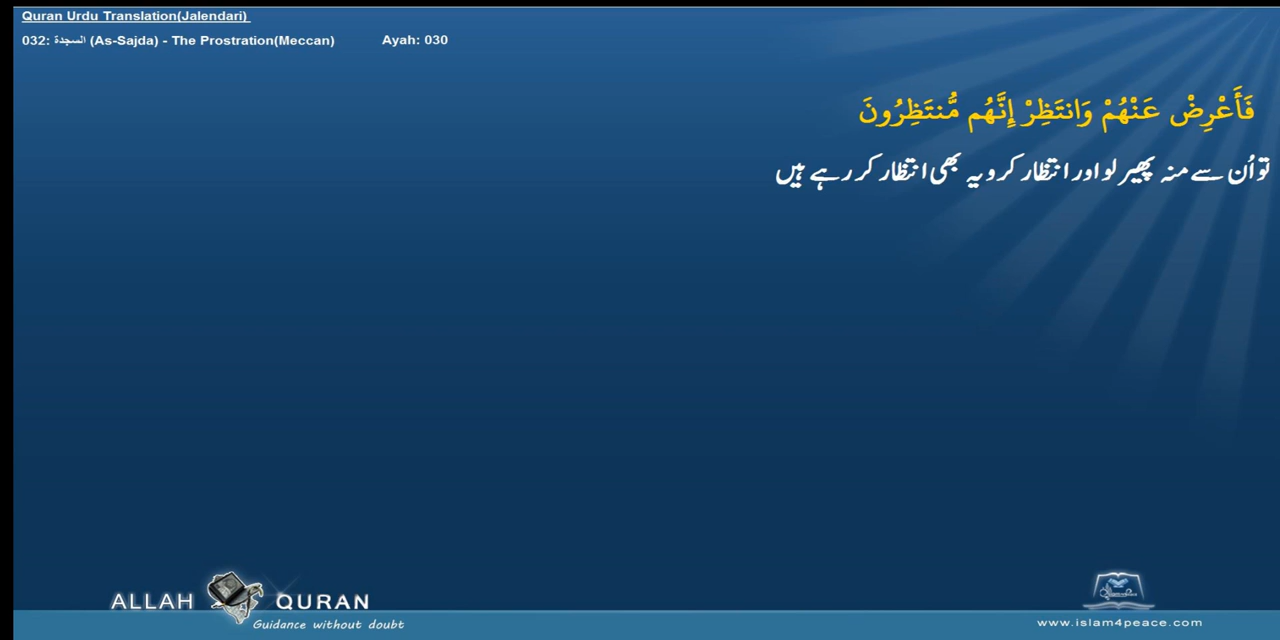 Quran Urdu Translation(Jalendari)
032: السجدة (As-Sajda) - The Prostration(Meccan) Ayah: 030
فَأَعْرِضْ عَنْهُمْ وَانتَظِرْ إِنَّهُم مُّنتَظِرُونَ
تو اُن سے منہ پھیر لو اور انتظار کرو یہ بھی انتظار کر رہے ہیں
ALLAH QURAN
Guidance without doubt
www.islam4peace.com